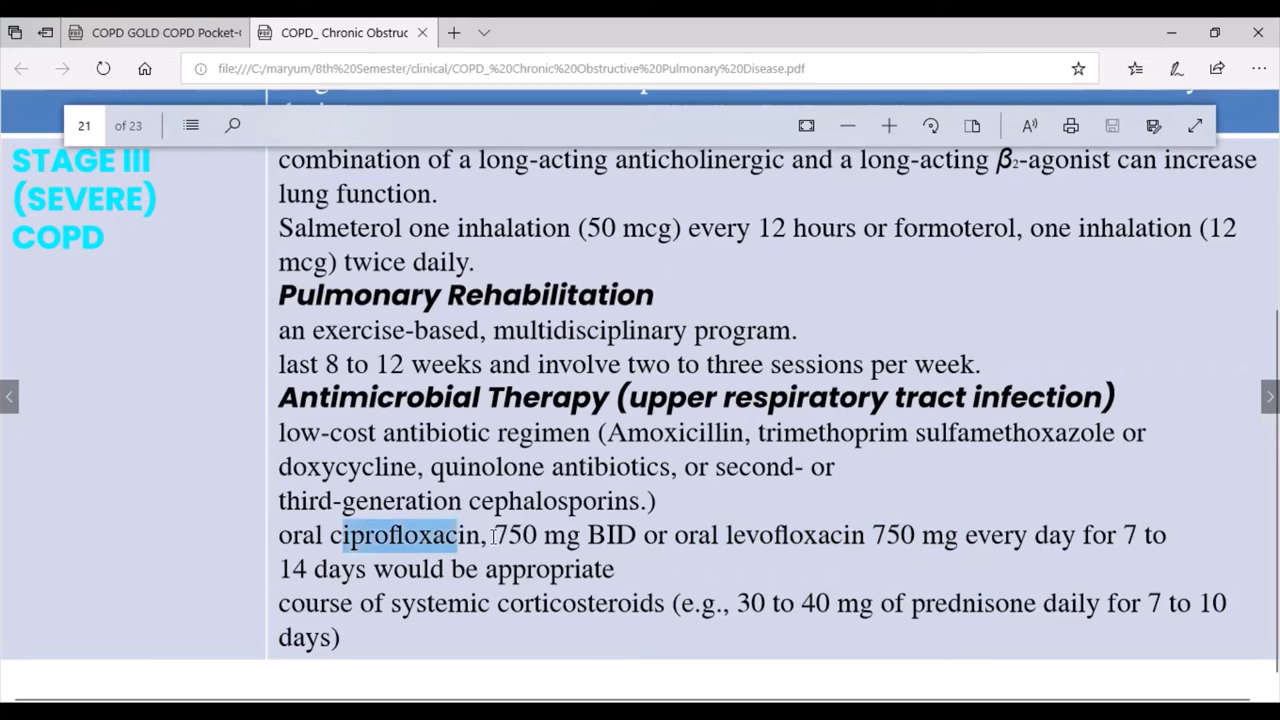 COPD GOLD COPD Pocket-G
COPD_ Chronic Obstruc
file:///C:/maryum/8th%20Semester/clinical/COPD_%20Chronic%20Obstructive%20Pulmonary%20Disease.pdf
21 of 23
STAGE III
(SEVERE)
COPD
combination of a long-acting anticholinergic and a long-acting β2-agonist can increase
lung function.
Salmeterol one inhalation (50 mcg) every 12 hours or formoterol, one inhalation (12
mcg) twice daily.
Pulmonary Rehabilitation
an exercise-based, multidisciplinary program.
last 8 to 12 weeks and involve two to three sessions per week.
Antimicrobial Therapy (upper respiratory tract infection)
low-cost antibiotic regimen (Amoxicillin, trimethoprim sulfamethoxazole or
doxycycline, quinolone antibiotics, or second- or
third-generation cephalosporins.)
oral ciprofloxacin, 750 mg BID or oral levofloxacin 750 mg every day for 7 to
14 days would be appropriate
course of systemic corticosteroids (e.g., 30 to 40 mg of prednisone daily for 7 to 10
days)